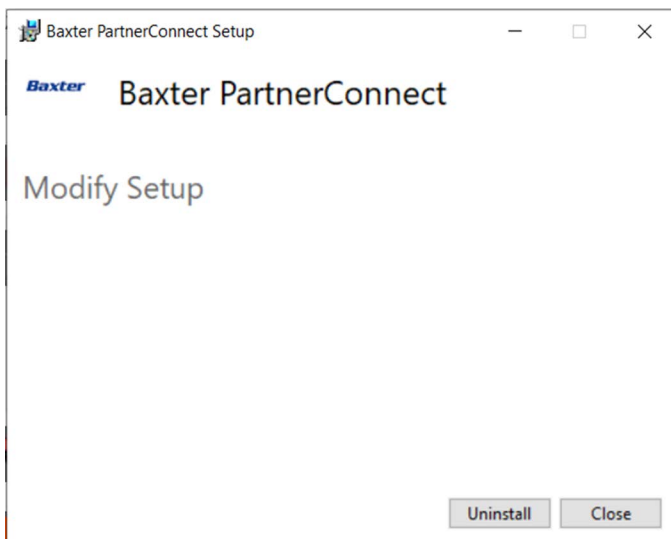 Baxter PartnerConnect Setup
Baxter
Baxter PartnerConnect
Modify Setup
Uninstall
Close